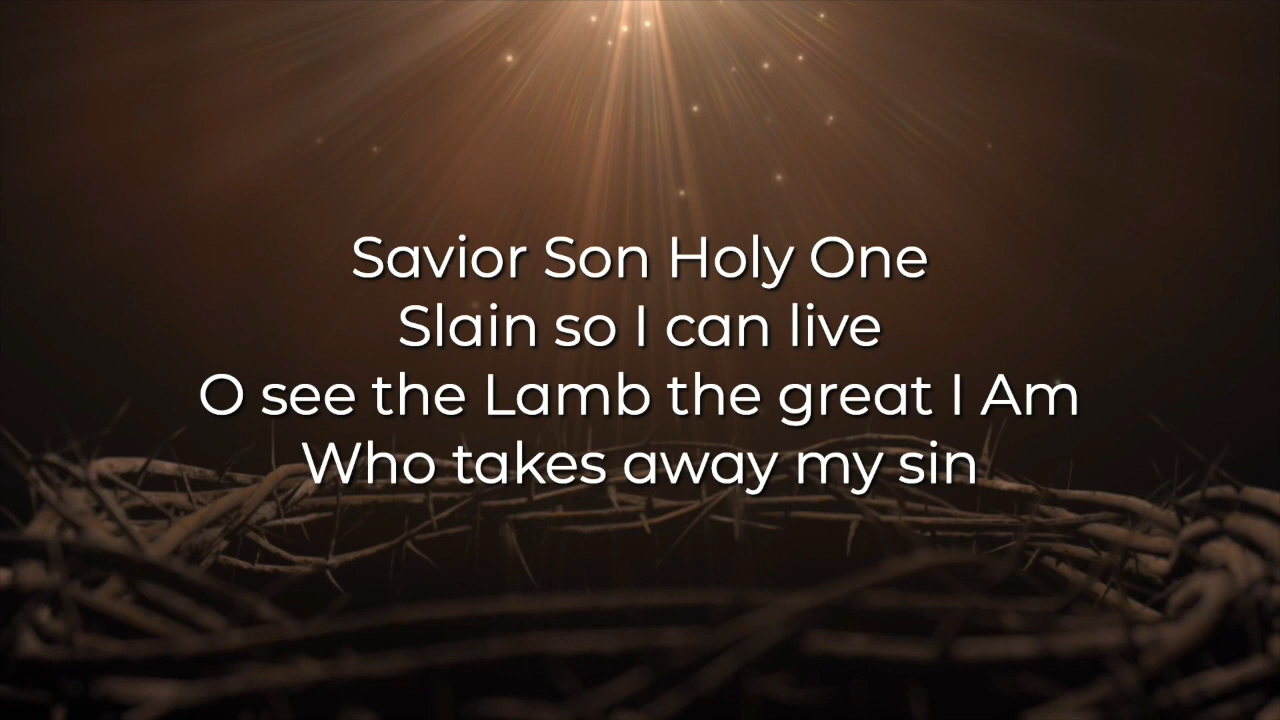 Savior Son Holy One
Slain so I can live
O see the Lamb the great I Am
Who takes away my sin